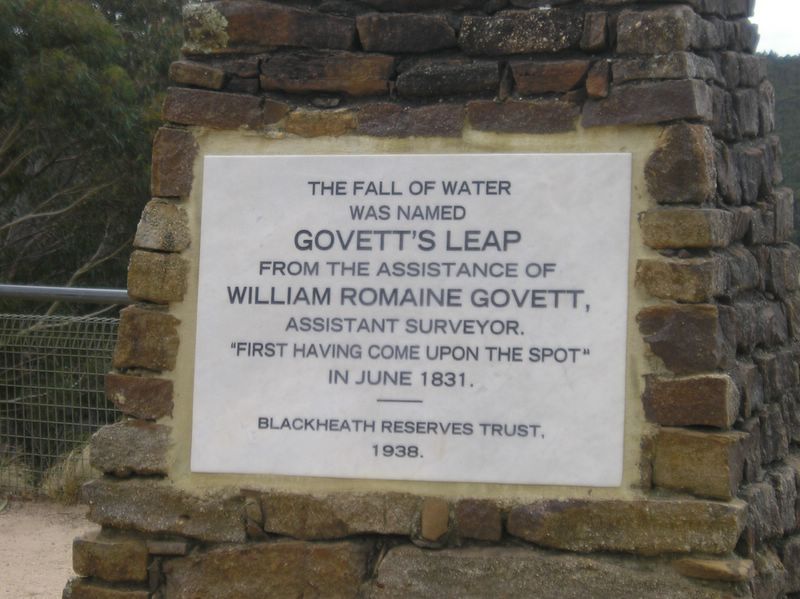 THE FALL OF WATER
WAS NAMED
GOVETT'S LEAP
FROM THE ASSISTANCE OF
WILLIAM ROMAINE GOVETT,
ASSISTANT SURVEYOR.
"FIRST HAVING COME UPON THE SPOT"
IN JUNE 1831.
BLACKHEATH RESERVES TRUST,
1938.